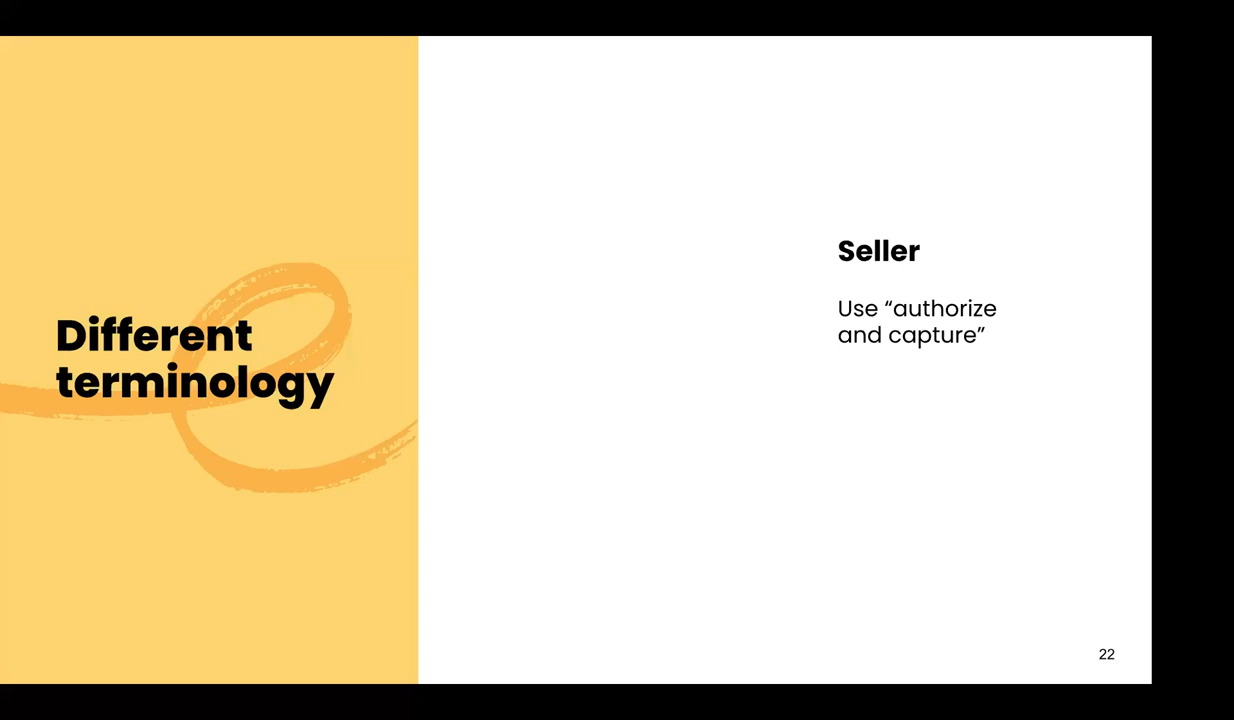 Different
terminology
Seller
Use “authorize
and capture”
22